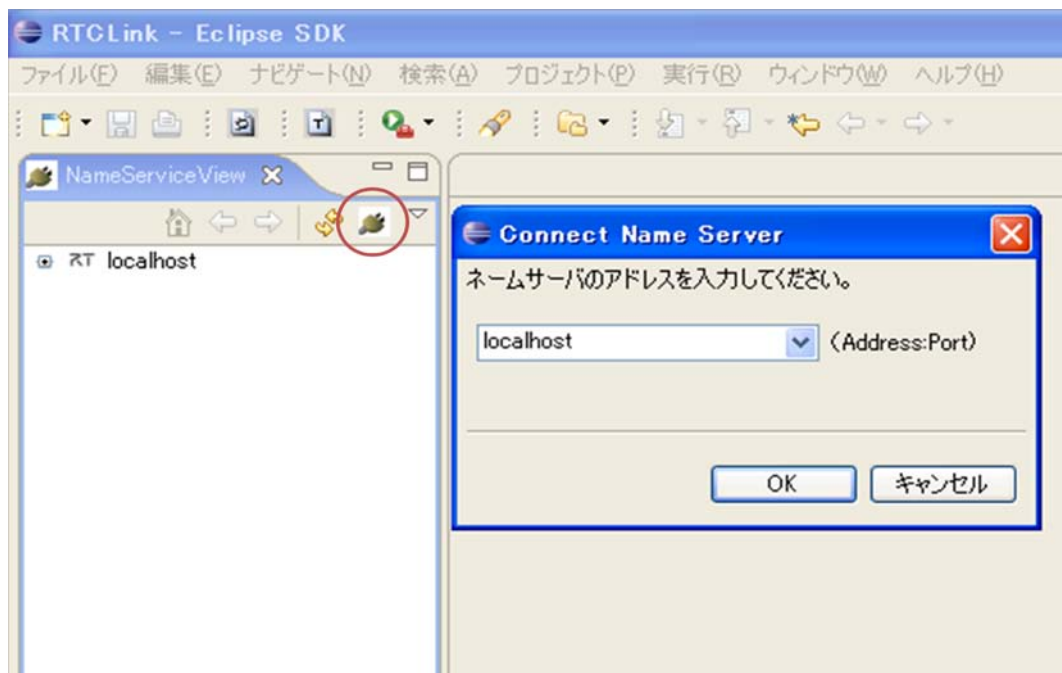 RTCLink - Eclipse SDK
ファイル(F) 編集(E) ナビゲート(N) 検索(A) プロジェクト(P) 実行(R) ウィンドウ(W) ヘルプ(H)
NameServiceView
RT localhost
Connect Name Server
ネームサーバのアドレスを入力してください。
localhost (Address:Port)
OK キャンセル